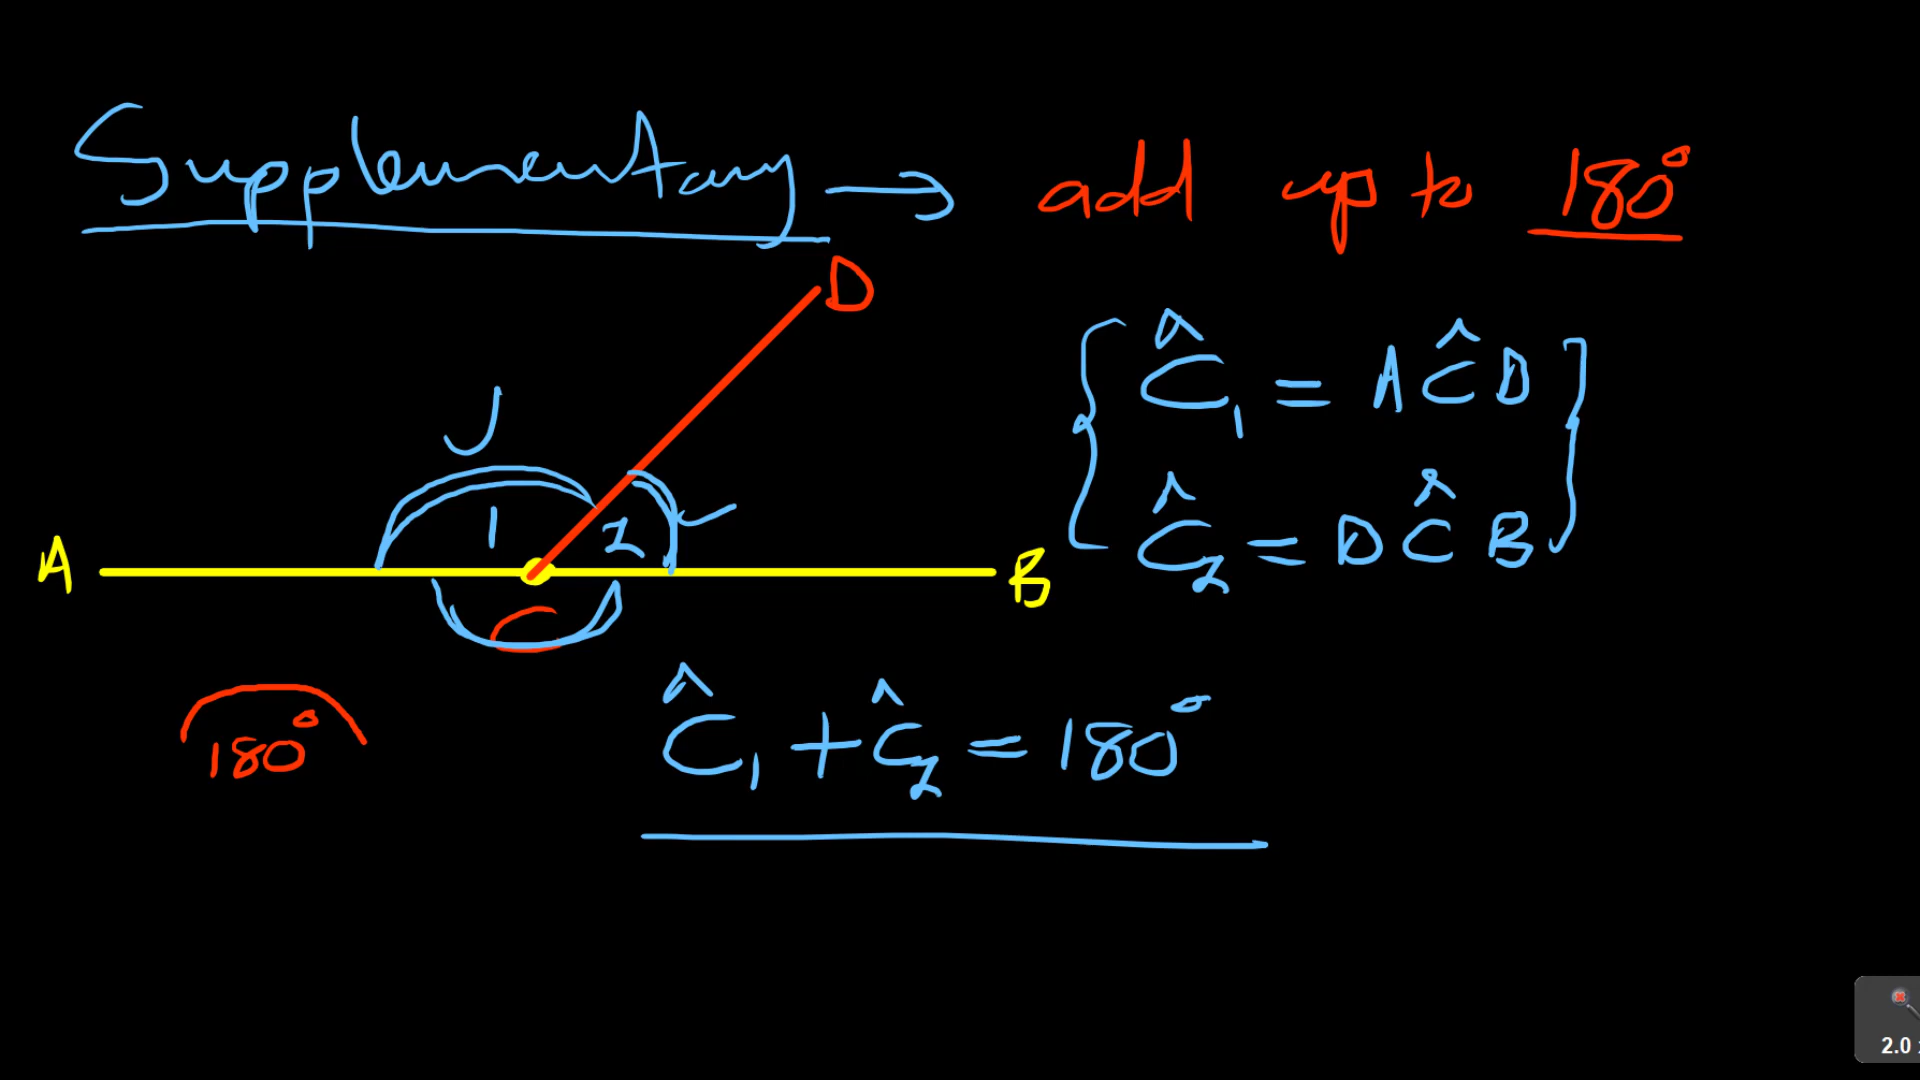 Supplementary → add up to 180°
D
Ĉ₁ = AĈD
1 2
A B
Ĉ₂ = DĈB
C
180°
Ĉ₁ + Ĉ₂ = 180°
2.0